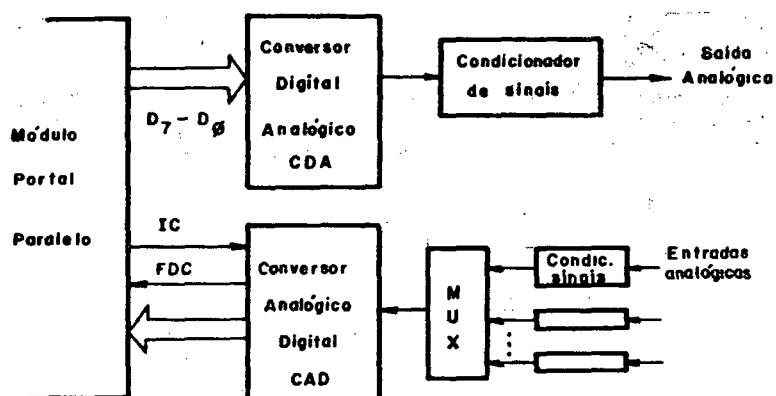 Módulo
Portal
Paralelo
D7 - DØ
IC
FDC
Conversor
Digital
Analógico
CDA
Condicionador
de sinais
Saída
Analógica
Conversor
Analógico
Digital
CAD
M
U
X
Condic.
sinais
Entradas
analógicas